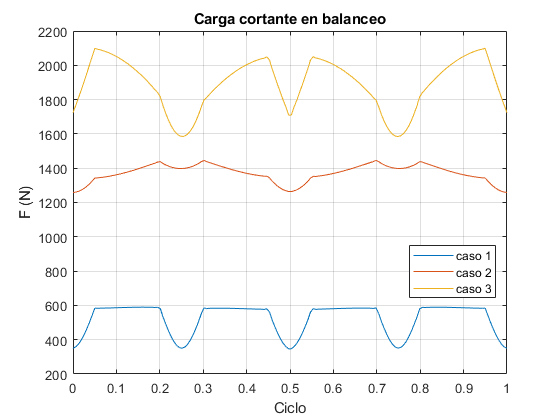 Carga cortante en balanceo
F (N)
2200
2000
1800
1600
1400
1200
1000
800
600
400
200
caso 1
caso 2
caso 3
0 0.1 0.2 0.3 0.4 0.5 0.6 0.7 0.8 0.9 1
Ciclo